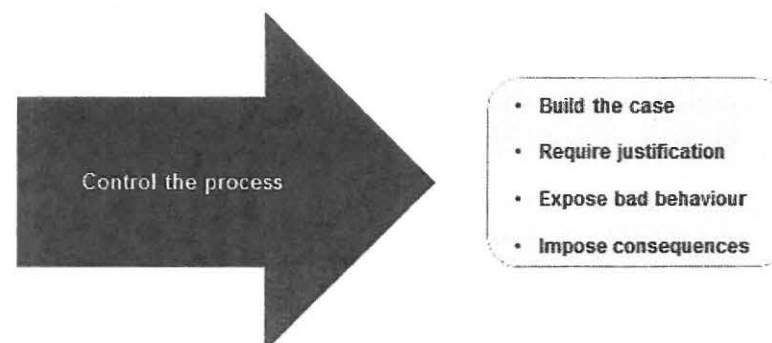 Control the process
• Build the case
• Require justification
• Expose bad behaviour
• Impose consequences